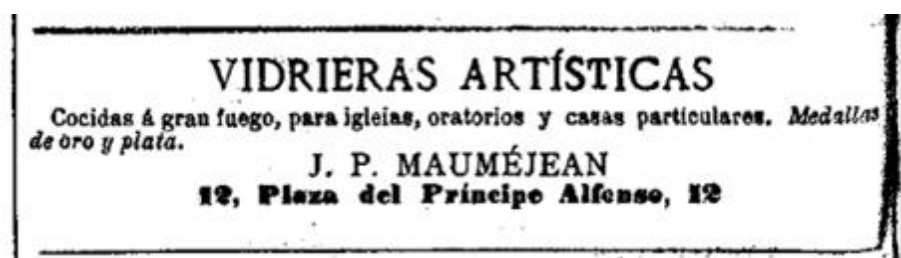 VIDRIERAS ARTÍSTICAS
Cocidas á gran fuego, para igleias, oratorios y casas particulares. Medallas
de oro y plata.
J. P. MAUMÉJEAN
12, Plaza del Príncipe Alfonso, 12